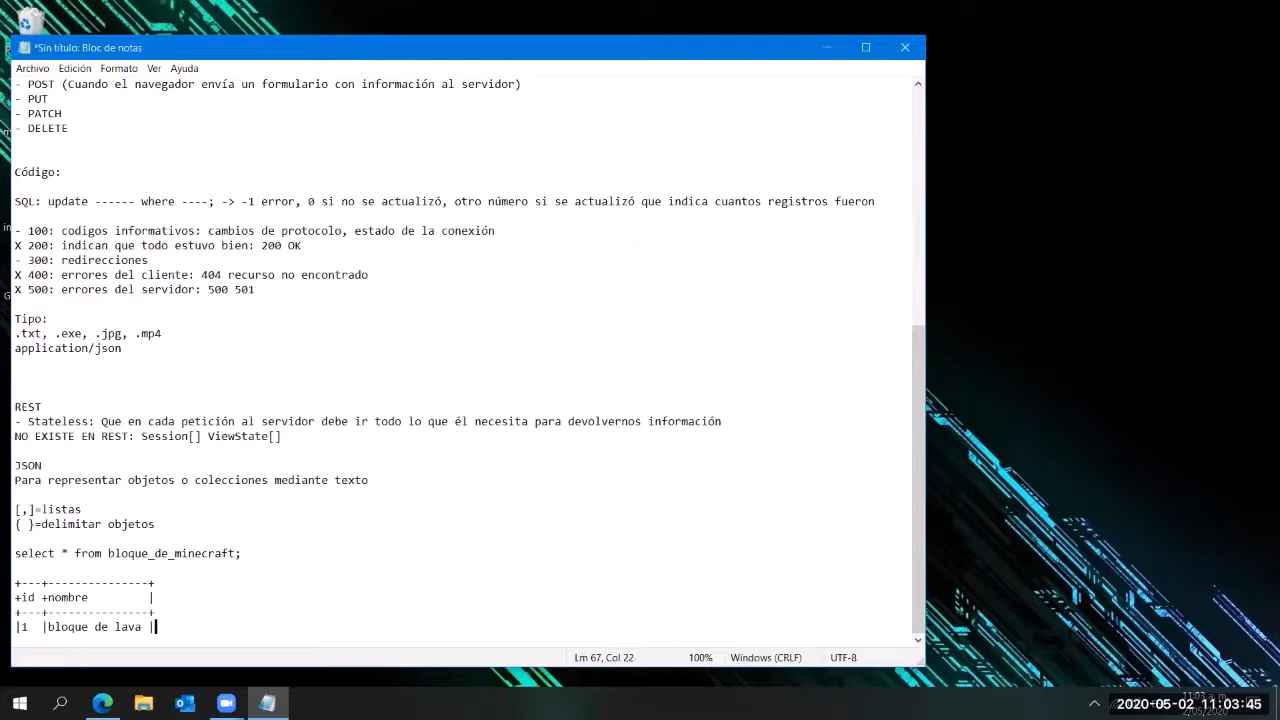 *Sin título: Bloc de notas
Archivo Edición Formato Ver Ayuda
- POST (Cuando el navegador envía un formulario con información al servidor)
- PUT
- PATCH
- DELETE
Código:
SQL: update ------ where ----; -> -1 error, 0 si no se actualizó, otro número si se actualizó que indica cuantos registros fueron
- 100: codigos informativos: cambios de protocolo, estado de la conexión
X 200: indican que todo estuvo bien: 200 OK
- 300: redirecciones
X 400: errores del cliente: 404 recurso no encontrado
X 500: errores del servidor: 500 501
Tipo:
.txt, .exe, .jpg, .mp4
application/json
REST
- Stateless: Que en cada petición al servidor debe ir todo lo que él necesita para devolvernos información
NO EXISTE EN REST: Session[] ViewState[]
JSON
Para representar objetos o colecciones mediante texto
[,]=listas
{ }=delimitar objetos
select * from bloque_de_minecraft;
+---+---------------+
+id +nombre         |
+---+---------------+
|1  |bloque de lava |
Lm 67, Col 22 100% Windows (CRLF) UTF-8
2020-05-02 11:03:45